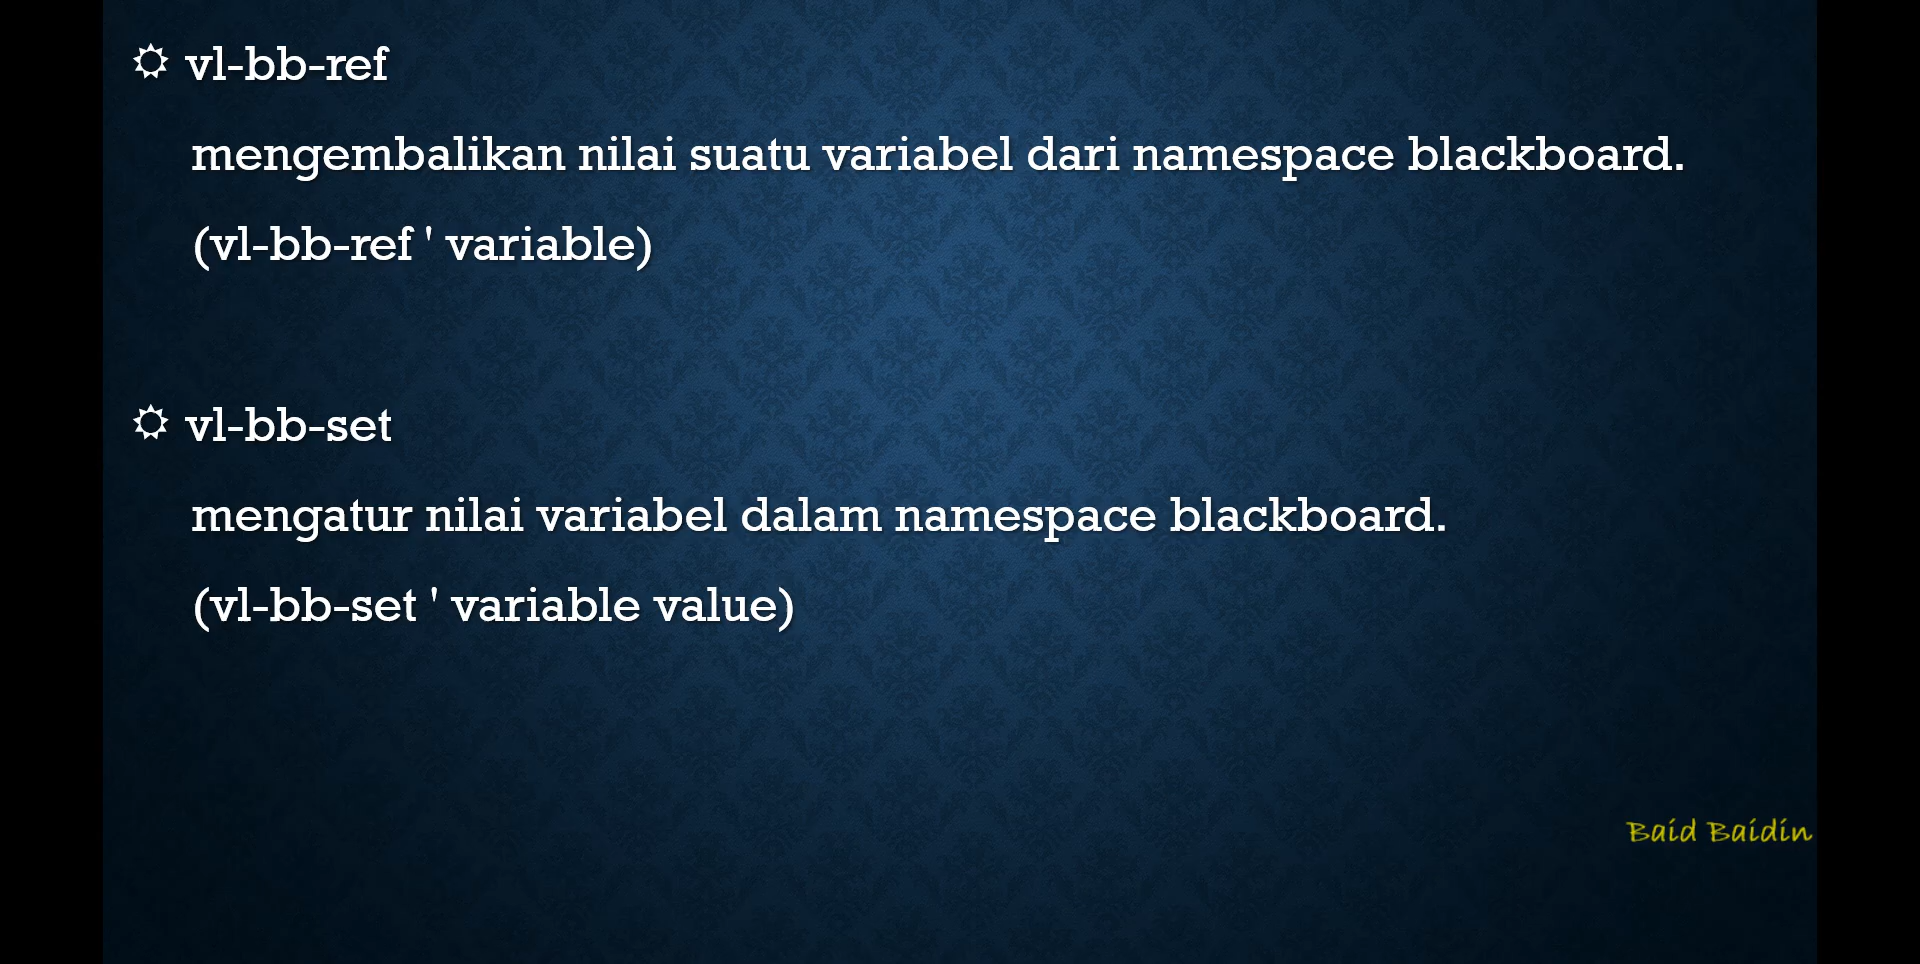 vl-bb-ref
mengembalikan nilai suatu variabel dari namespace blackboard.
(vl-bb-ref ' variable)
vl-bb-set
mengatur nilai variabel dalam namespace blackboard.
(vl-bb-set ' variable value)
Baid Baidin